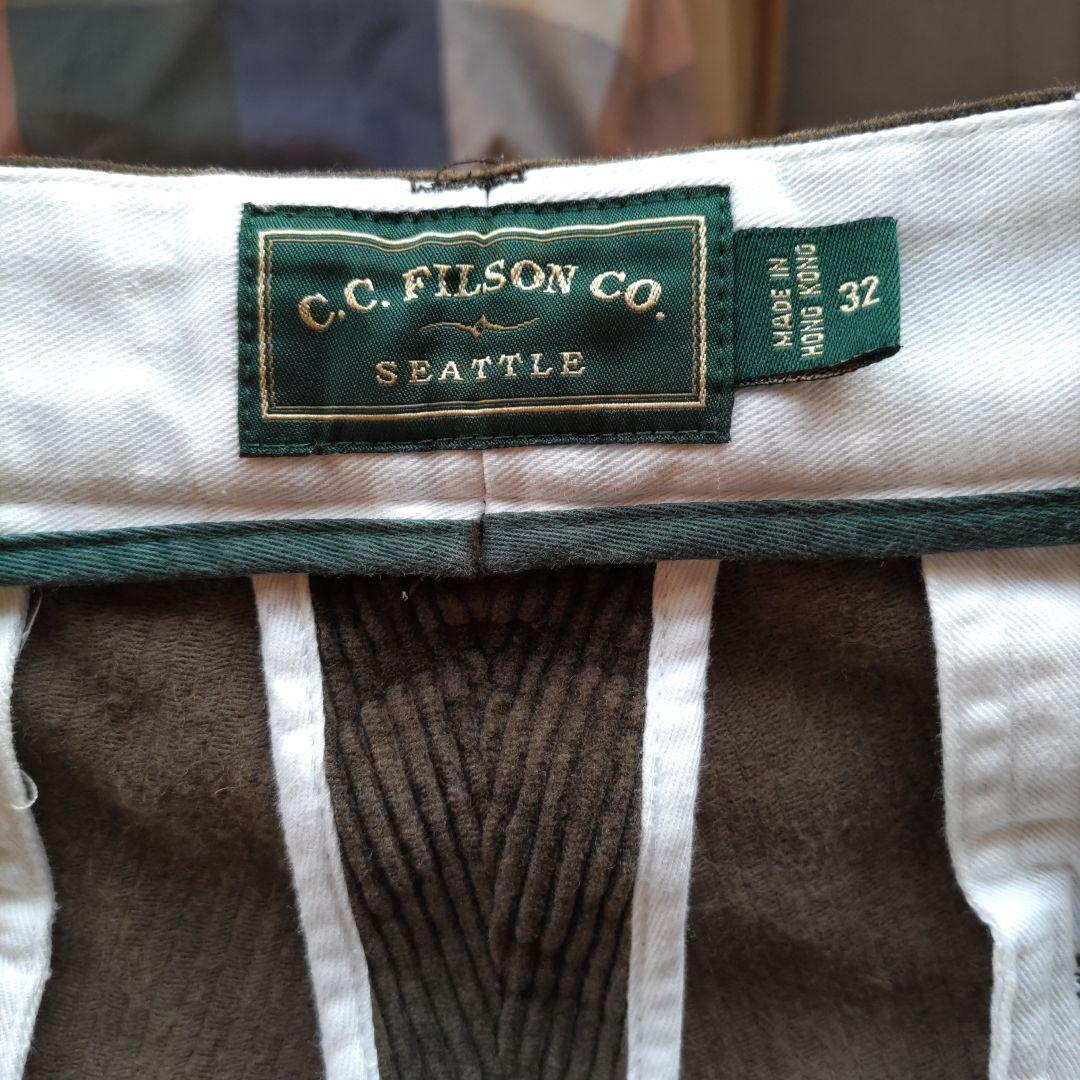 C.C. FILSON CO.
SEATTLE
MADE IN
HONG KONG
32